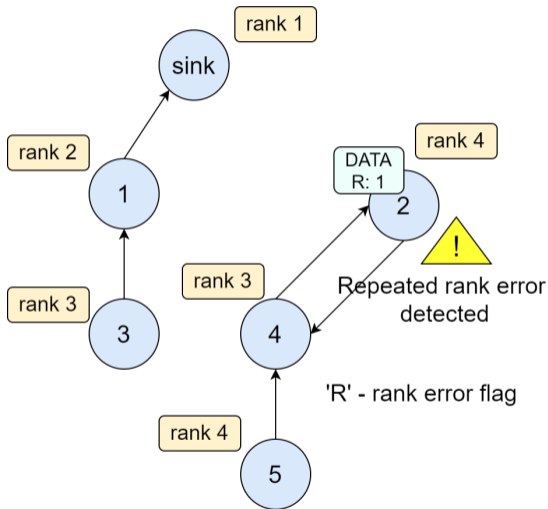 rank 1
sink
rank 2
1
rank 4
DATA
R: 1
2
!
rank 3
3
rank 3
4
Repeated rank error
detected
'R' - rank error flag
rank 4
5